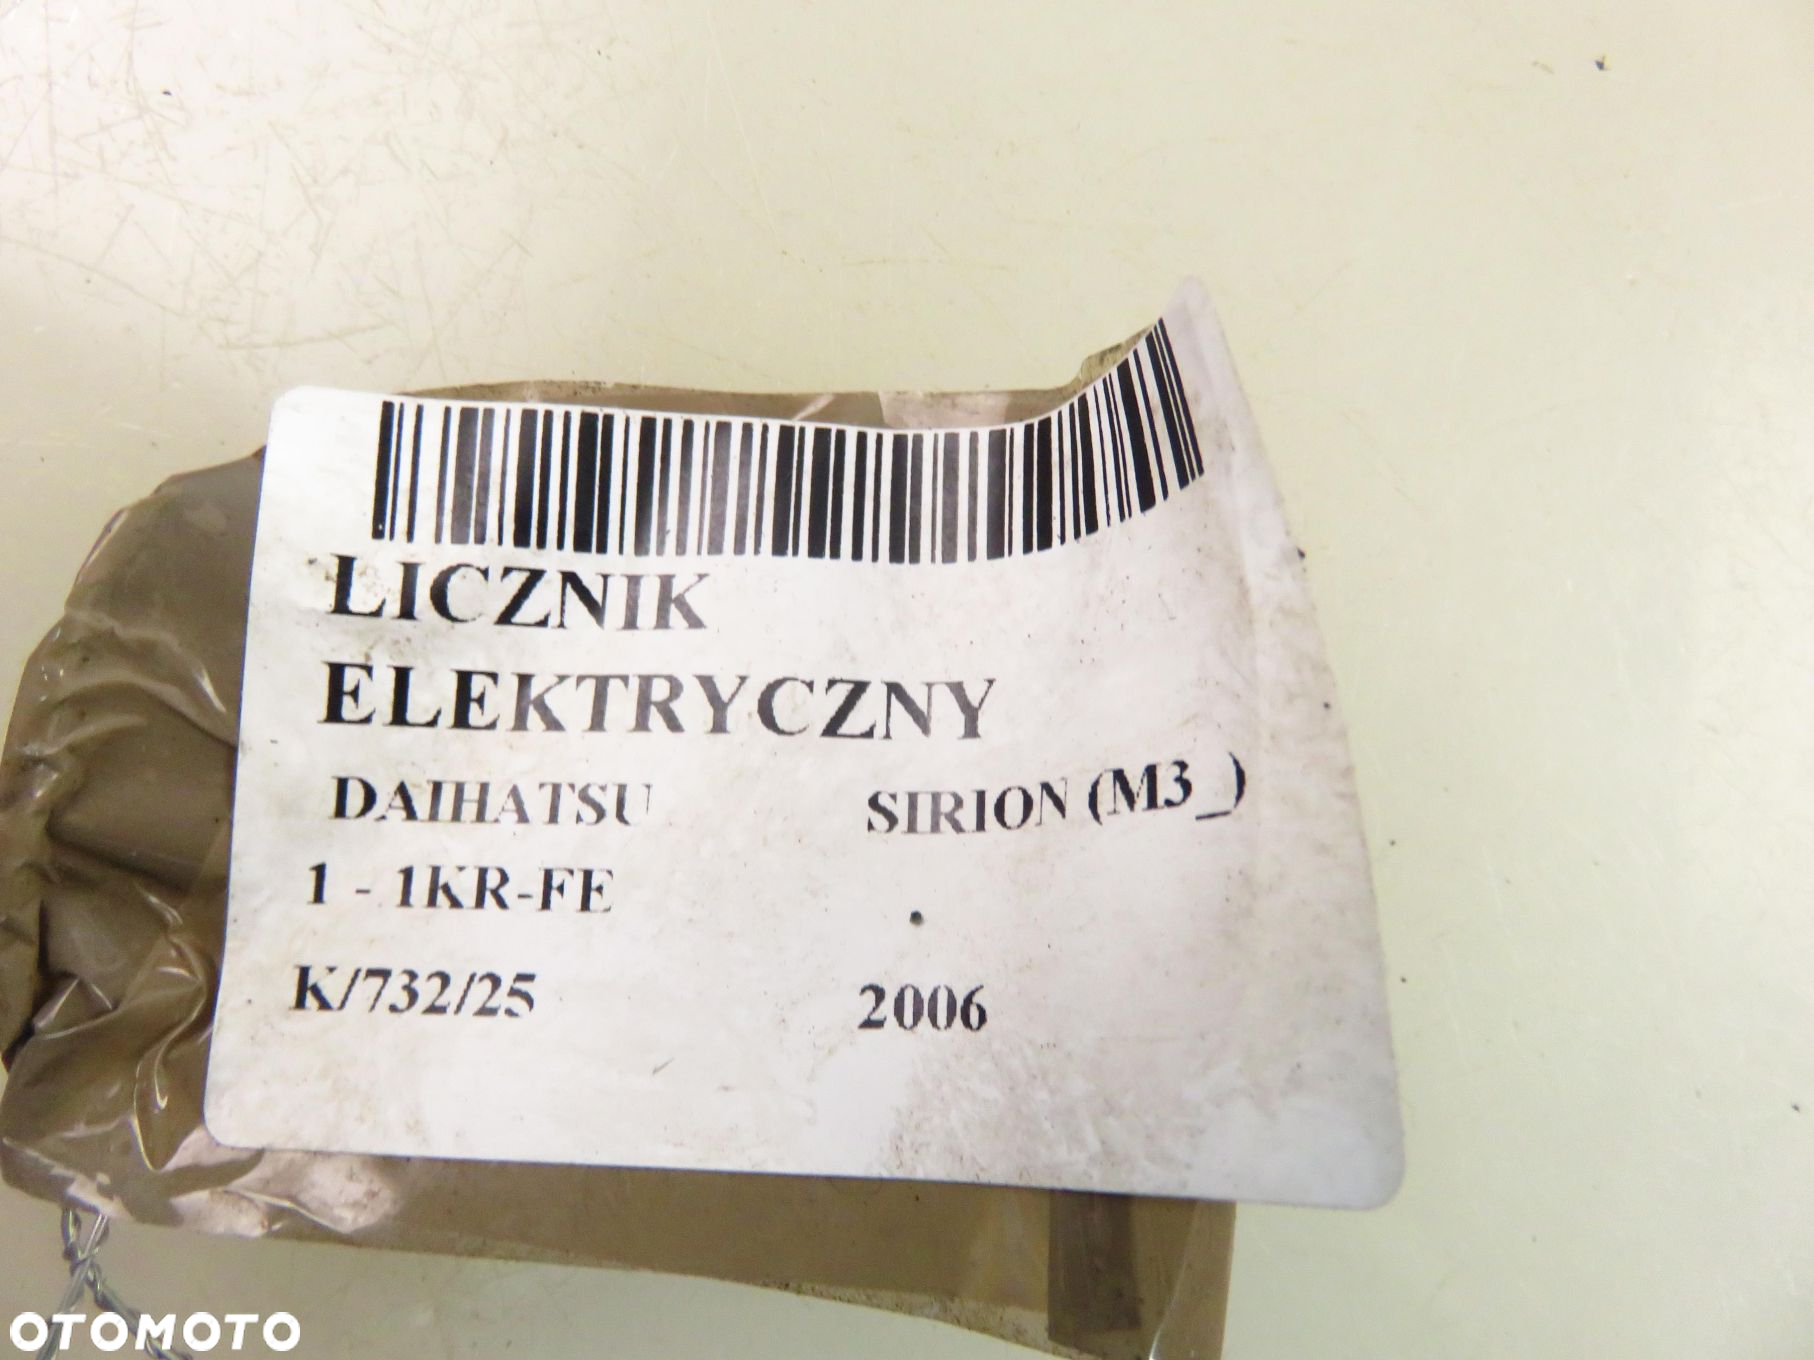 LICZNIK
ELEKTRYCZNY
DAIHATSU SIRION (M3_)
1 - 1KR-FE
K/732/25 2006
OTOMOTO